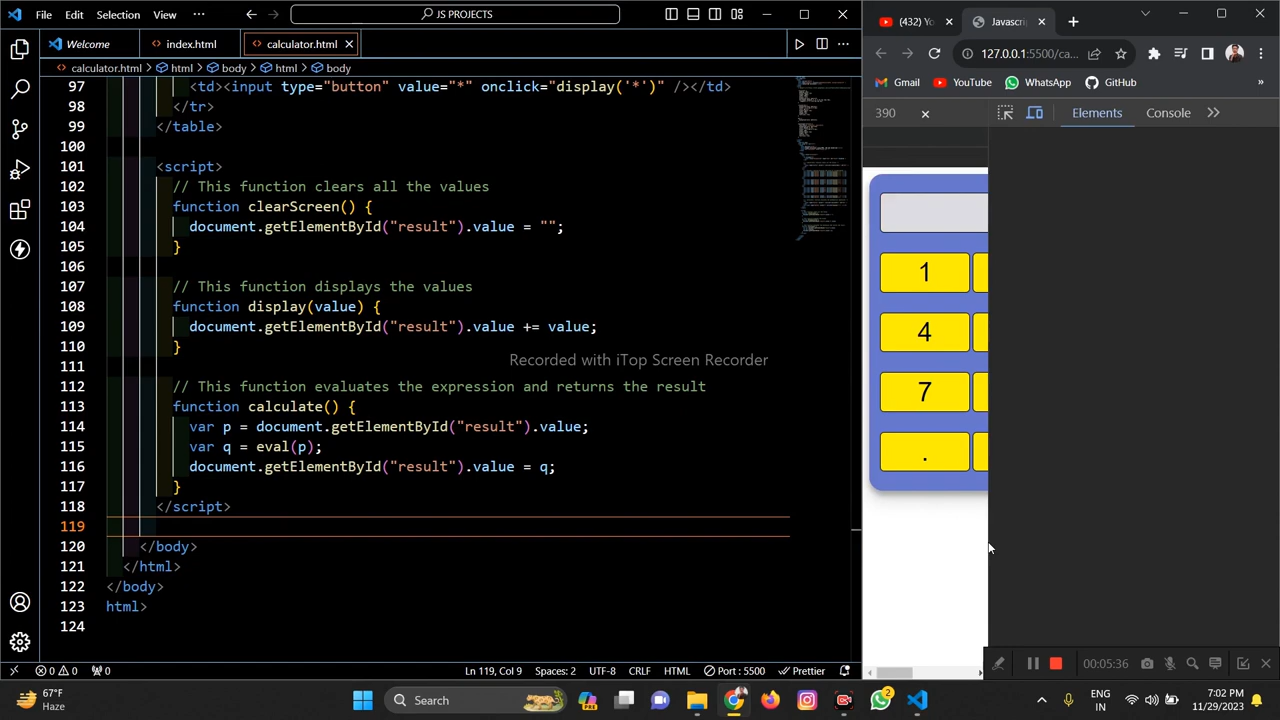 File Edit Selection View ··· JS PROJECTS
Welcome index.html calculator.html
calculator.html > html > body > html > body
97 <td><input type="button" value="*" onclick="display('*')" /></td>
98 </tr>
99 </table>
100
101 <script>
102 // This function clears all the values
103 function clearScreen() {
104 document.getElementById("result").value = "";
105 }
106
107 // This function displays the values
108 function display(value) {
109 document.getElementById("result").value += value;
110 }
111
112 // This function evaluates the expression and returns the result
113 function calculate() {
114 var p = document.getElementById("result").value;
115 var q = eval(p);
116 document.getElementById("result").value = q;
117 }
118 </script>
119
120 </body>
121 </html>
122 </body>
123 html>
124
Recorded with iTop Screen Recorder
0 0 0 Ln 119, Col 9 Spaces: 2 UTF-8 CRLF HTML Port : 5500 Prettier
(432) Yo Javascrip
127.0.0.1:5500/ca...
Gmail YouTube WhatsApp GitHub
390 Console
1
4
7
.
67°F
Haze
Search
PRE
2
ENG
IN
7:02 PM
11/29/2023